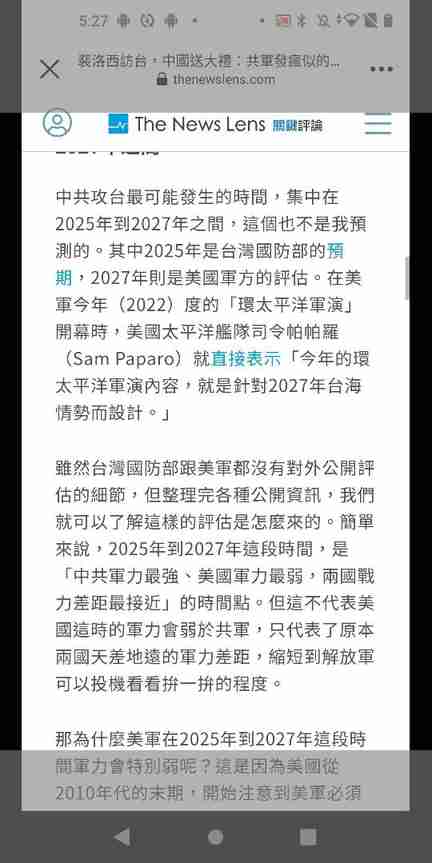 5:27
裴洛西訪台，中國送大禮：共軍發瘋似的...
thenewslens.com
The News Lens 關鍵評論
中共攻台最可能發生的時間，集中在
2025年到2027年之間，這個也不是我預
測的。其中2025年是台灣國防部的預
期，2027年則是美國軍方的評估。在美
軍今年（2022）度的「環太平洋軍演」
開幕時，美國太平洋艦隊司令帕帕羅
（Sam Paparo）就直接表示「今年的環
太平洋軍演內容，就是針對2027年台海
情勢而設計。」
雖然台灣國防部跟美軍都沒有對外公開評
估的細節，但整理完各種公開資訊，我們
就可以了解這樣的評估是怎麼來的。簡單
來說，2025年到2027年這段時間，是
「中共軍力最強、美國軍力最弱，兩國戰
力差距最接近」的時間點。但這不代表美
國這時的軍力會弱於共軍，只代表了原本
兩國天差地遠的軍力差距，縮短到解放軍
可以投機看看拚一拚的程度。
那為什麼美軍在2025年到2027年這段時
間軍力會特別弱呢？這是因為美國從
2010年代的末期，開始注意到美軍必須